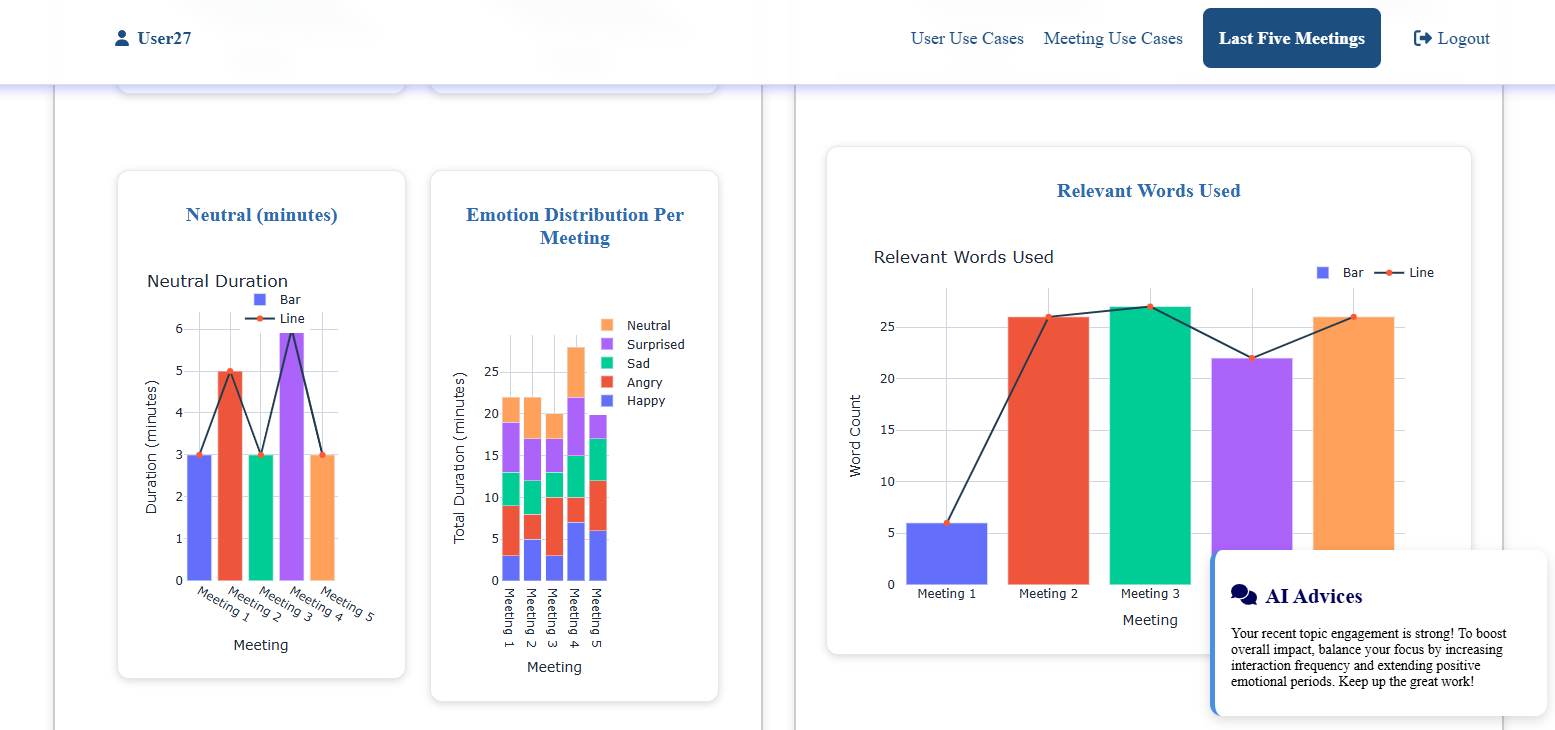 User27
User Use Cases
Meeting Use Cases
Last Five Meetings
Logout
Neutral (minutes)
Neutral Duration
Bar
Line
6
5
4
3
2
1
0
Duration (minutes)
Meeting 1
Meeting 2
Meeting 3
Meeting 4
Meeting 5
Meeting
Emotion Distribution Per
Meeting
Neutral
Surprised
Sad
Angry
Happy
25
20
15
10
5
0
Total Duration (minutes)
Meeting 1
Meeting 2
Meeting 3
Meeting 4
Meeting 5
Meeting
Relevant Words Used
Relevant Words Used
Bar
Line
25
20
15
10
5
0
Word Count
Meeting 1
Meeting 2
Meeting 3
Meeting
AI Advices
Your recent topic engagement is strong! To boost
overall impact, balance your focus by increasing
interaction frequency and extending positive
emotional periods. Keep up the great work!